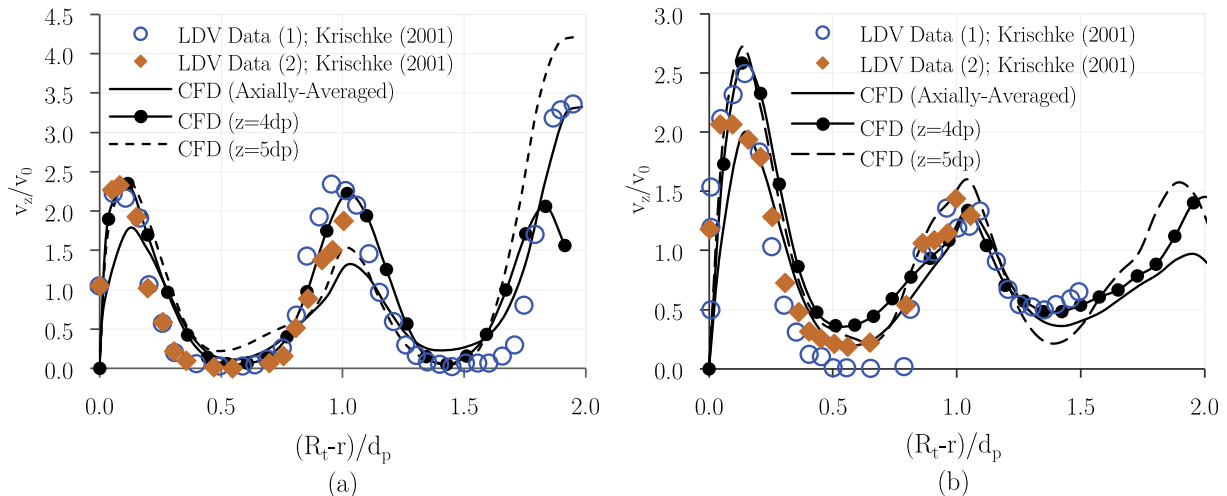 4.5
4.0
3.5
3.0
2.5
2.0
1.5
1.0
0.5
0.0
v_z/v_0
LDV Data (1); Krischke (2001)
LDV Data (2); Krischke (2001)
CFD (Axially-Averaged)
CFD (z=4dp)
CFD (z=5dp)
0.0 0.5 1.0 1.5 2.0
(R_t-r)/d_p
(a)
3.0
2.5
2.0
1.5
1.0
0.5
0.0
v_z/v_0
LDV Data (1); Krischke (2001)
LDV Data (2); Krischke (2001)
CFD (Axially-Averaged)
CFD (z=4dp)
CFD (z=5dp)
0.0 0.5 1.0 1.5 2.0
(R_t-r)/d_p
(b)